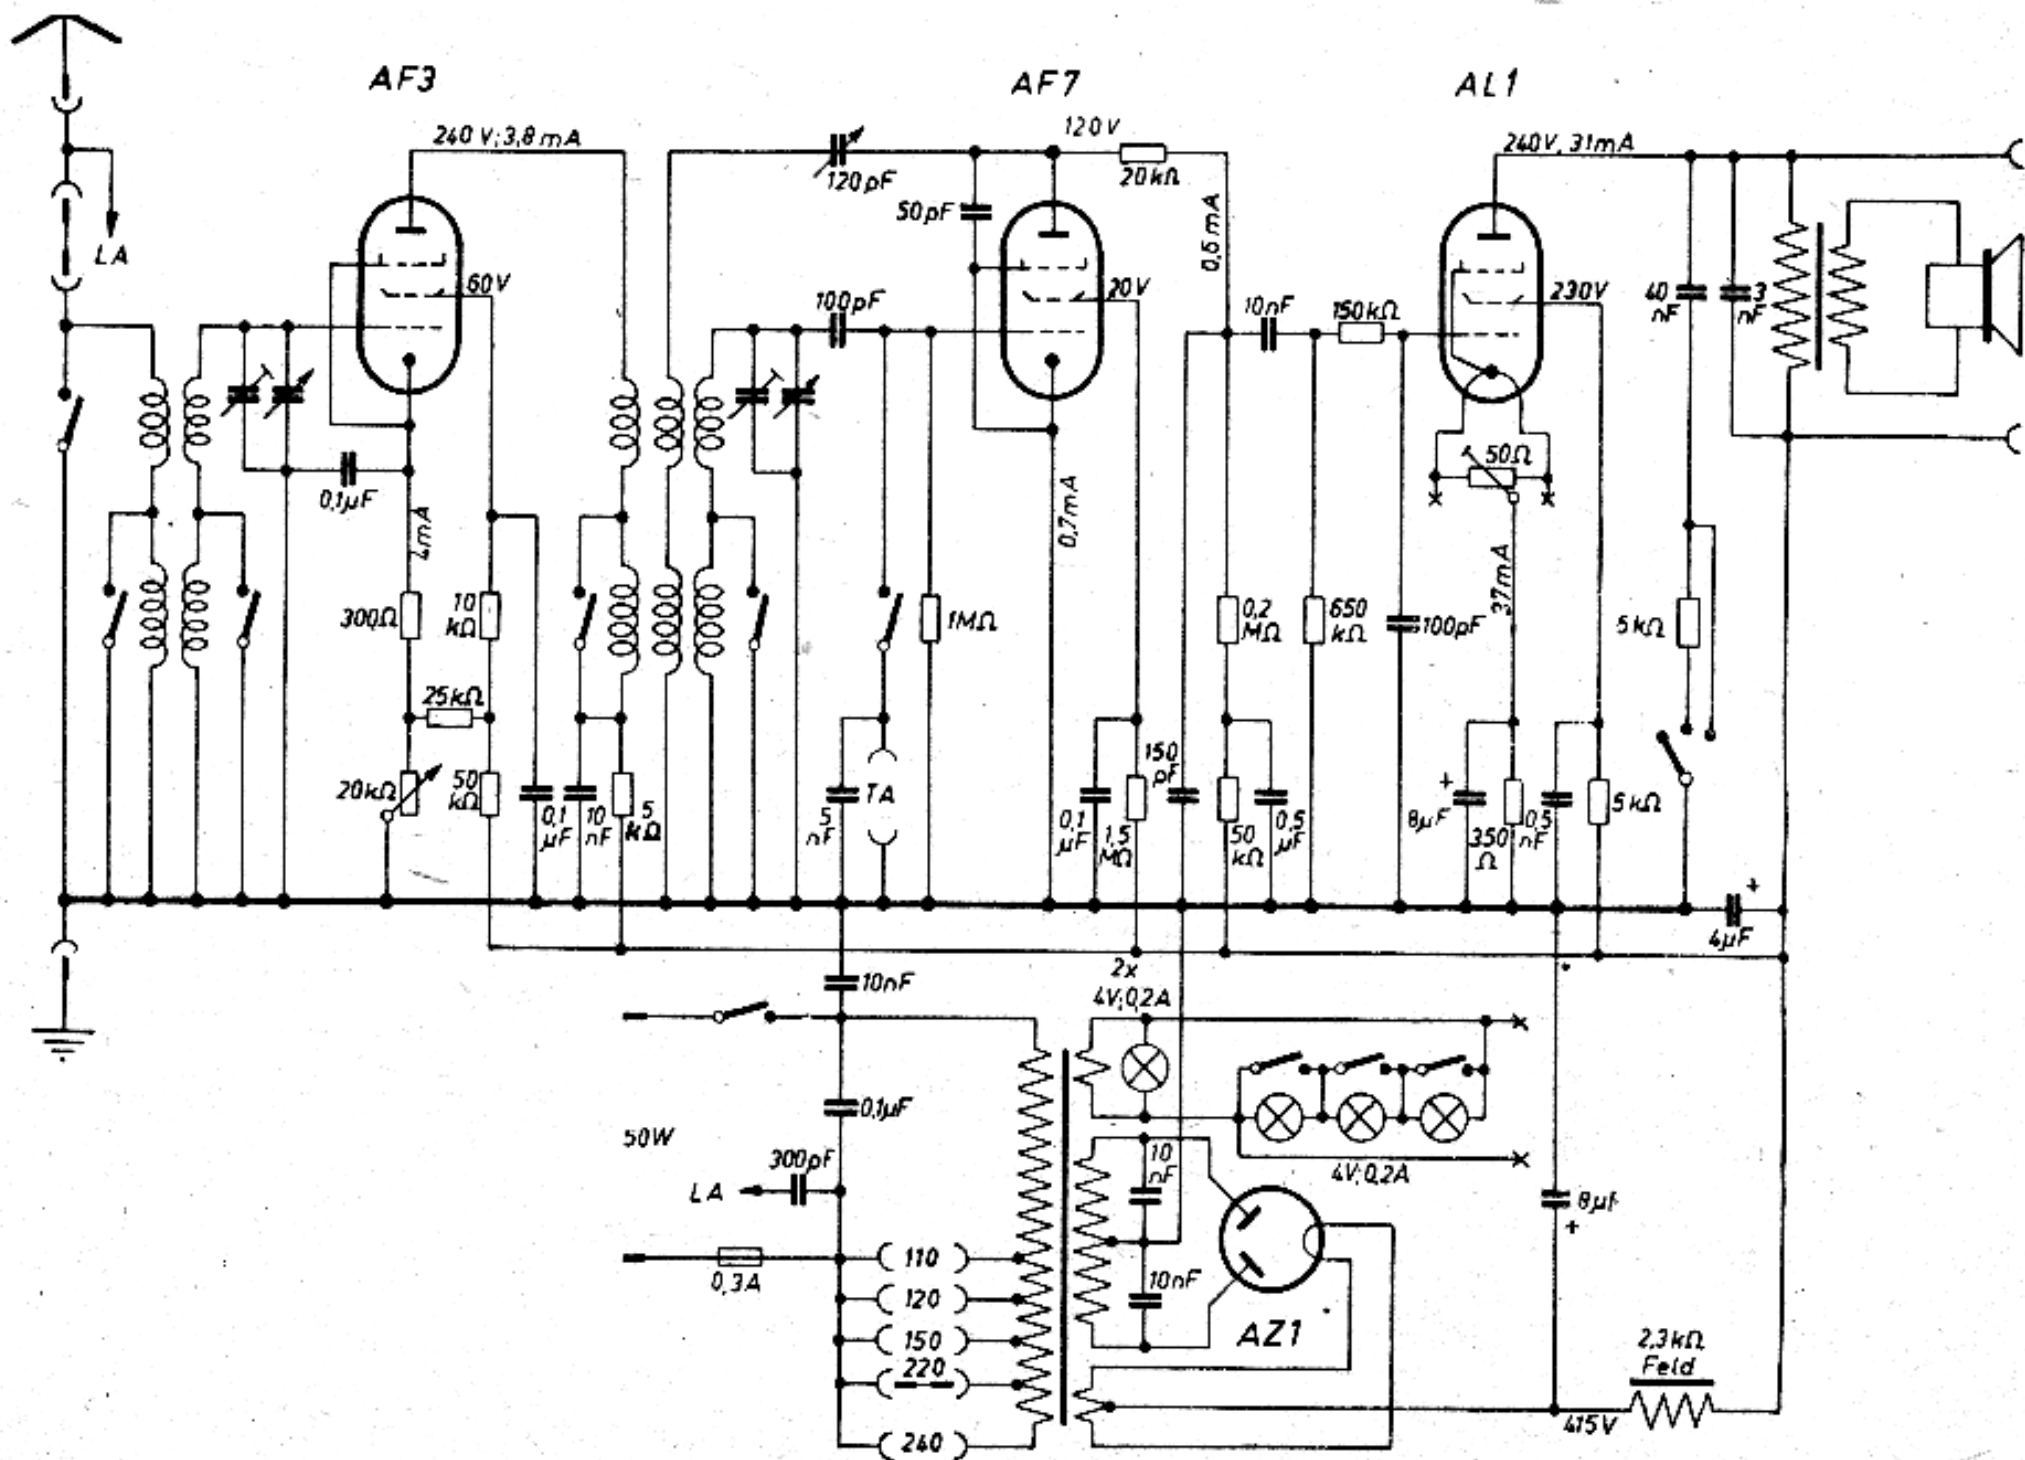 AF3
AF7
AL1
240 V; 3,8 mA
120 V
240V, 31mA
120 pF
20kΩ
50 pF
LA
60V
20V
0,6 mA
230V
100pF
10nF
150kΩ
40 nF
3 nF
0,1µF
50Ω
4mA
0,7mA
37mA
300Ω
10 kΩ
1MΩ
0,2 MΩ
650 kΩ
100pF
5kΩ
25kΩ
20kΩ
50 kΩ
0,1 µF
10 nF
5 kΩ
5 nF
TA
0,1 µF
1,5 MΩ
150 pF
50 kΩ
0,5 µF
+
8µF
350 Ω
0,5 nF
5kΩ
+
4µF
10nF
2x
4V; 0,2A
0,1µF
50W
300pF
LA
10 nF
4V; 0,2A
8µF
+
0,3A
110
120
150
220
240
10nF
AZ1
2,3kΩ
Feld
415V